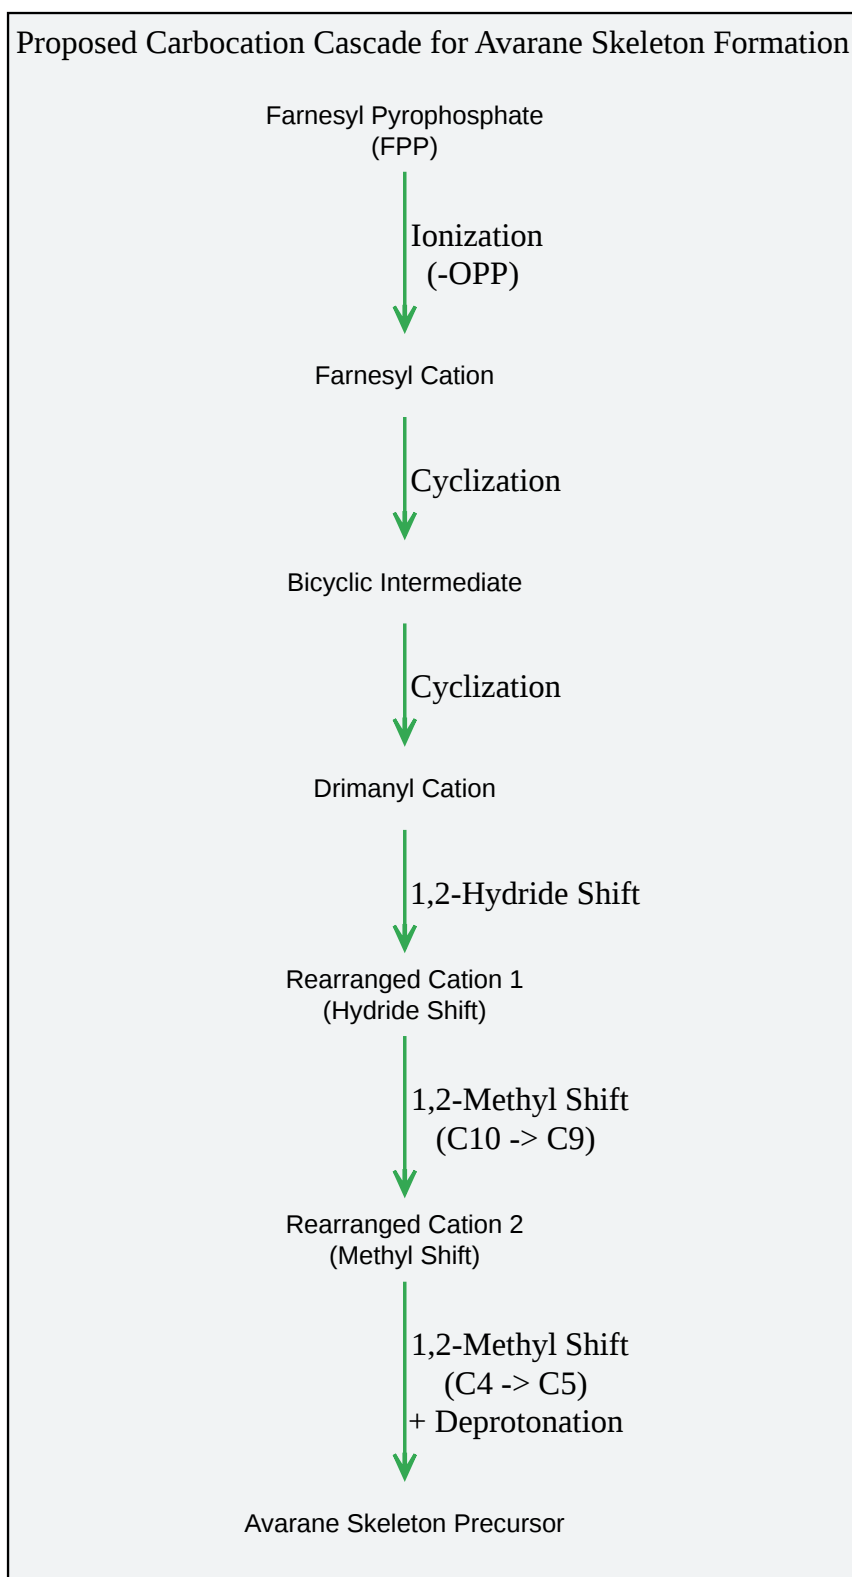 Proposed Carbocation Cascade for Avarane Skeleton Formation
Farnesyl Pyrophosphate
(FPP)
Ionization
(-OPP)
Farnesyl Cation
Cyclization
Bicyclic Intermediate
Cyclization
Drimanyl Cation
1,2-Hydride Shift
Rearranged Cation 1
(Hydride Shift)
1,2-Methyl Shift
(C10 -> C9)
Rearranged Cation 2
(Methyl Shift)
1,2-Methyl Shift
(C4 -> C5)
+ Deprotonation
Avarane Skeleton Precursor